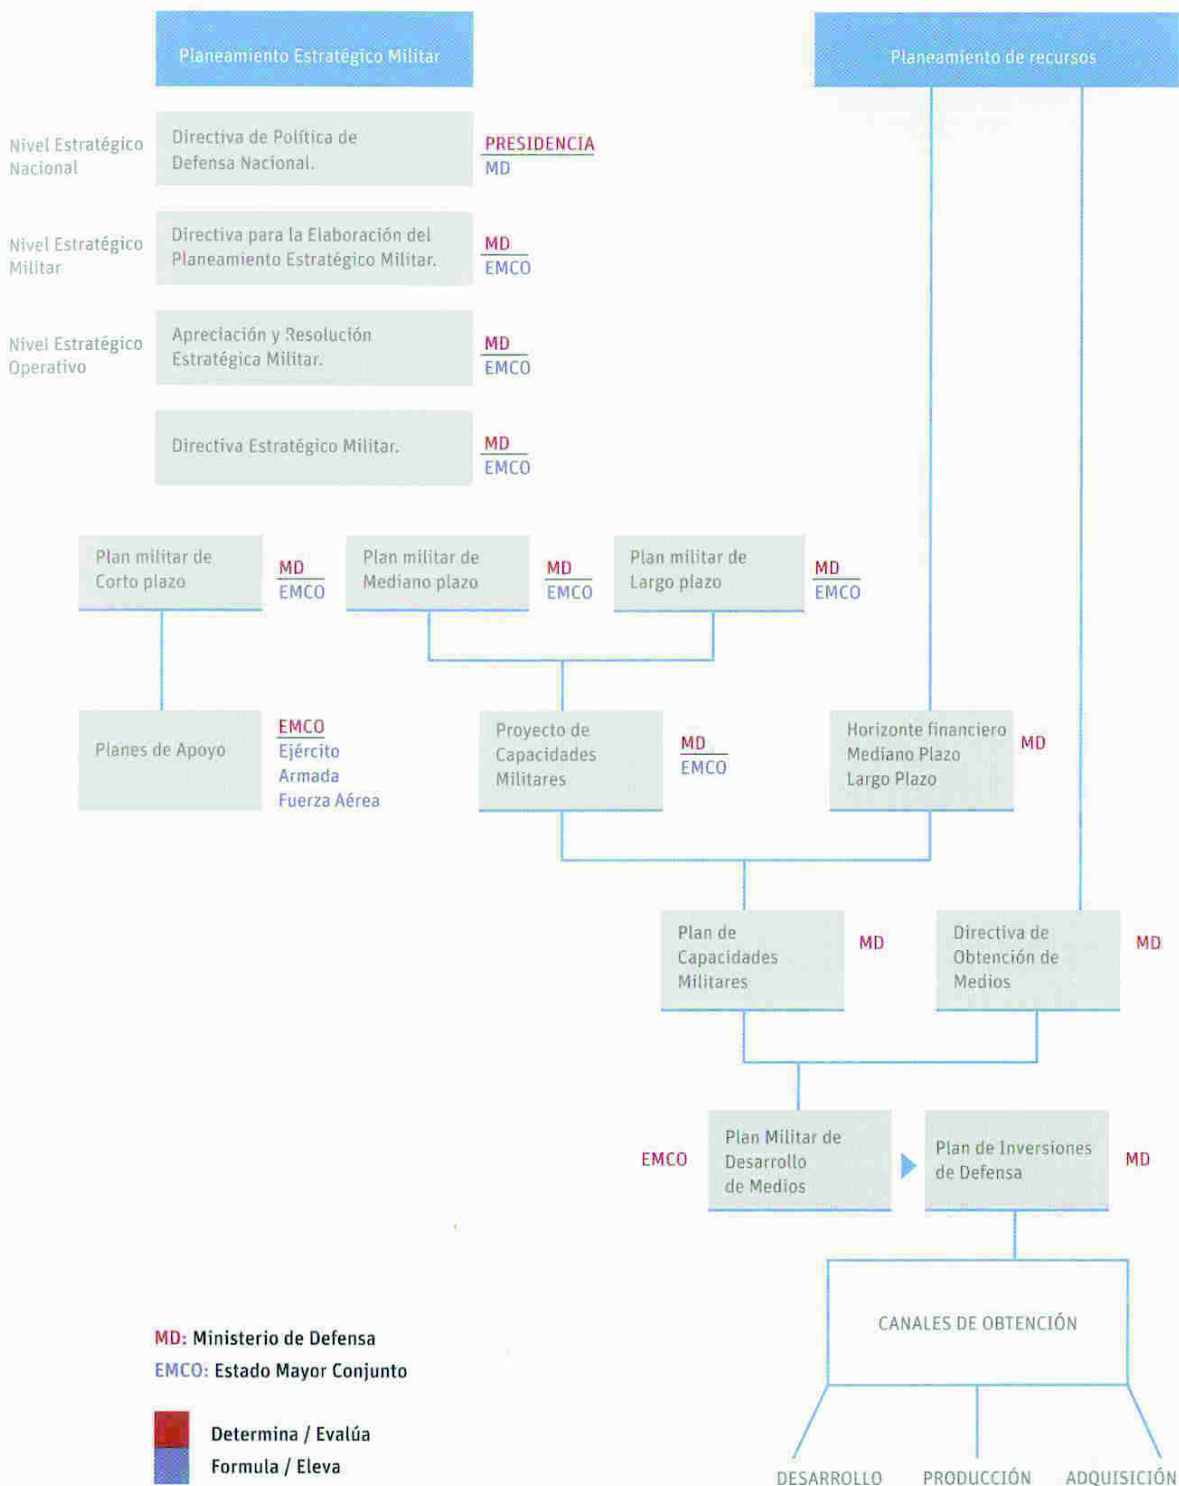 Planeamiento Estratégico Militar
Planeamiento de recursos
Nivel Estratégico
Nacional
Directiva de Política de
Defensa Nacional.
PRESIDENCIA
MD
Nivel Estratégico
Militar
Directiva para la Elaboración del
Planeamiento Estratégico Militar.
MD
EMCO
Nivel Estratégico
Operativo
Apreciación y Resolución
Estratégica Militar.
MD
EMCO
Directiva Estratégico Militar.
MD
EMCO
Plan militar de
Corto plazo
MD
EMCO
Plan militar de
Mediano plazo
MD
EMCO
Plan militar de
Largo plazo
MD
EMCO
Planes de Apoyo
EMCO
Ejército
Armada
Fuerza Aérea
Proyecto de
Capacidades
Militares
MD
EMCO
Horizonte financiero
Mediano Plazo
Largo Plazo
MD
Plan de
Capacidades
Militares
MD
Directiva de
Obtención de
Medios
MD
EMCO
Plan Militar de
Desarrollo
de Medios
Plan de Inversiones
de Defensa
MD
CANALES DE OBTENCIÓN
DESARROLLO
PRODUCCIÓN
ADQUISICIÓN
MD: Ministerio de Defensa
EMCO: Estado Mayor Conjunto
Determina / Evalúa
Formula / Eleva